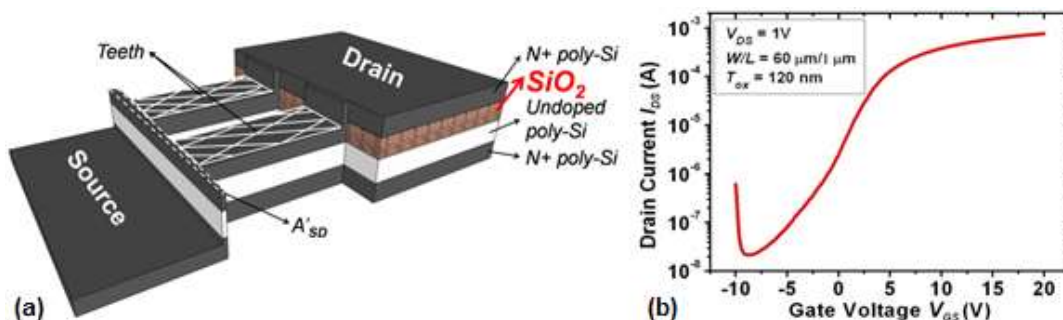 Teeth
Drain
N+ poly-Si
SiO₂
Undoped
poly-Si
N+ poly-Si
Source
A'SD
(a)
Drain Current IDS (A)
10⁻³
10⁻⁴
10⁻⁵
10⁻⁶
10⁻⁷
10⁻⁸
VDS = 1V
W/L = 60 μm/1 μm
Tox = 120 nm
-10 -5 0 5 10 15 20
Gate Voltage VGS (V)
(b)